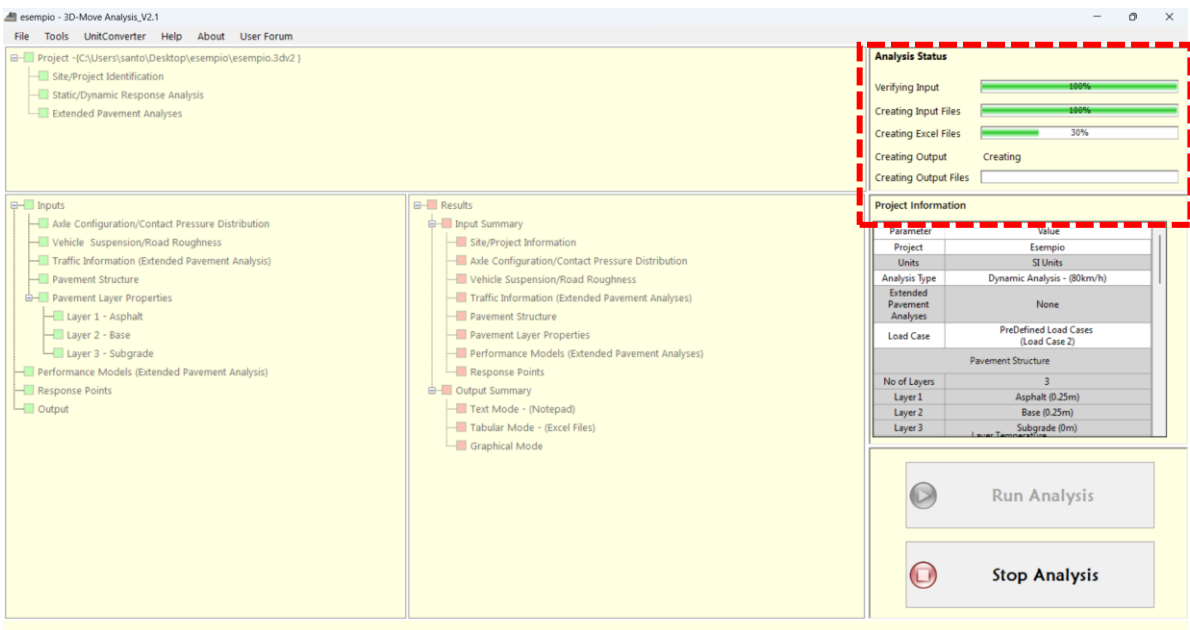 esempio - 3D-Move Analysis_V2.1
File Tools UnitConverter Help About User Forum
Project -(C:\Users\santo\Desktop\esempio\esempio.3dv2 )
Site/Project Identification
Static/Dynamic Response Analysis
Extended Pavement Analyses
Analysis Status
Verifying Input 100%
Creating Input Files 100%
Creating Excel Files 30%
Creating Output Creating
Creating Output Files
Inputs
Axle Configuration/Contact Pressure Distribution
Vehicle Suspension/Road Roughness
Traffic Information (Extended Pavement Analysis)
Pavement Structure
Pavement Layer Properties
Layer 1 - Asphalt
Layer 2 - Base
Layer 3 - Subgrade
Performance Models (Extended Pavement Analysis)
Response Points
Output
Results
Input Summary
Site/Project Information
Axle Configuration/Contact Pressure Distribution
Vehicle Suspension/Road Roughness
Traffic Information (Extended Pavement Analyses)
Pavement Structure
Pavement Layer Properties
Performance Models (Extended Pavement Analyses)
Response Points
Output Summary
Text Mode - (Notepad)
Tabular Mode - (Excel Files)
Graphical Mode
Project Information
Parameter Value
Project Esempio
Units SI Units
Analysis Type Dynamic Analysis - (80km/h)
Extended
Pavement None
Analyses
Load Case PreDefined Load Cases
(Load Case 2)
Pavement Structure
No of Layers 3
Layer 1 Asphalt (0.25m)
Layer 2 Base (0.25m)
Layer 3 Subgrade (0m)
Layer Temperature
Run Analysis
Stop Analysis